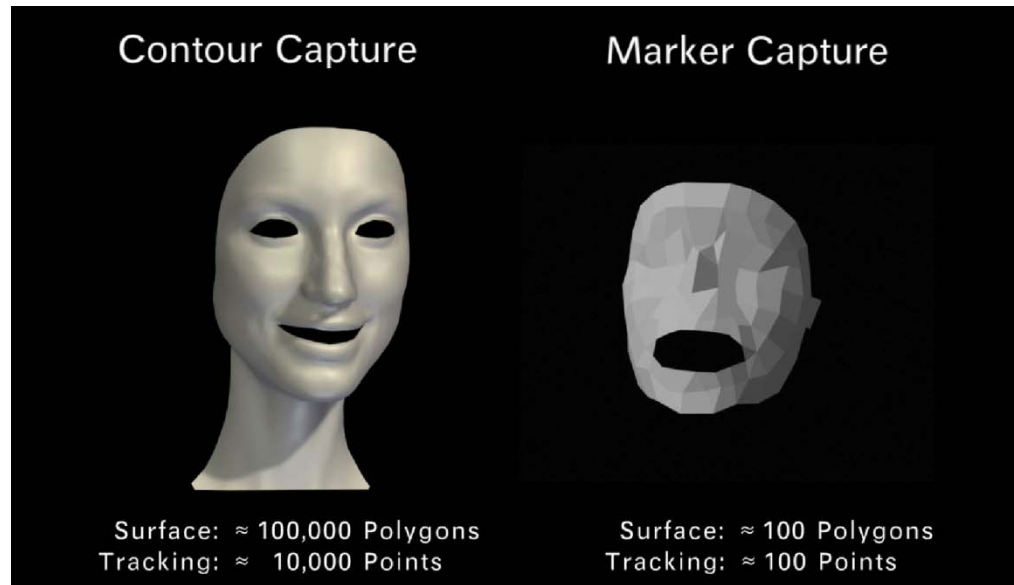 Contour Capture
Marker Capture
Surface: ≈ 100,000 Polygons
Tracking: ≈ 10,000 Points
Surface: ≈ 100 Polygons
Tracking: ≈ 100 Points